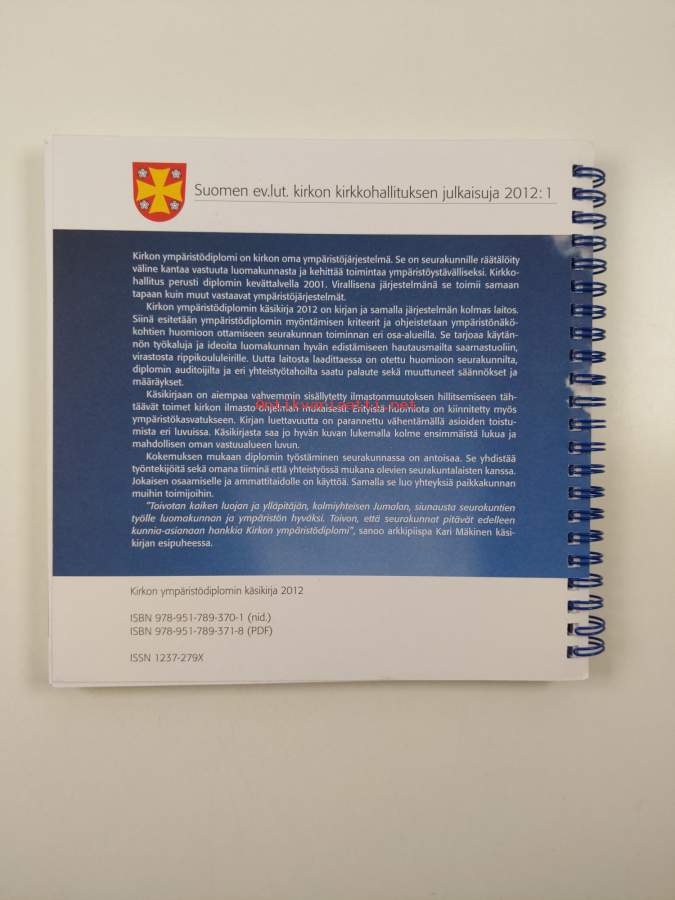 Suomen ev.lut. kirkon kirkkohallituksen julkaisuja 2012:1
Kirkon ympäristödiplomi on kirkon oma ympäristöjärjestelmä. Se on seurakunnille räätälöity
väline kantaa vastuuta luomakunnasta ja kehittää toimintaa ympäristöystävälliseksi. Kirkko-
hallitus perusti diplomin kevättalvella 2001. Virallisena järjestelmänä se toimii samaan
tapaan kuin muut vastaavat ympäristöjärjestelmät.
Kirkon ympäristödiplomin käsikirja 2012 on kirjan ja samalla järjestelmän kolmas laitos.
Siinä esitetään ympäristödiplomin myöntämisen kriteerit ja ohjeistetaan ympäristönäkö-
kohtien huomioon ottamiseen seurakunnan toiminnan eri osa-alueilla. Se tarjoaa käytän-
nön työkaluja ja ideoita luomakunnan hyvän edistämiseen hautausmailta saarnastuoliin,
virastosta rippikoululeirille. Uutta laitosta laadittaessa on otettu huomioon seurakunnilta,
diplomin auditoijilta ja eri yhteistyötahoilta saatu palaute sekä muuttuneet säännökset ja
määräykset.
Käsikirjaan on aiempaa vahvemmin sisällytetty ilmastonmuutoksen hillitsemiseen täh-
täävät toimet kirkon ilmasto-ohjelman mukaisesti. Erityistä huomiota on kiinnitetty myös
antikvariaatti.net
ympäristökasvatukseen. Kirjan luettavuutta on parannettu vähentämällä asioiden toistu-
mista eri luvuissa. Käsikirjasta saa jo hyvän kuvan lukemalla kolme ensimmäistä lukua ja
mahdollisen oman vastuualueen luvun.
Kokemuksen mukaan diplomin työstäminen seurakunnassa on antoisaa. Se yhdistää
työntekijöitä sekä omana tiiminä että yhteistyössä mukana olevien seurakuntalaisten kanssa.
Jokaisen osaamiselle ja ammattitaidolle on käyttöä. Samalla se luo yhteyksiä paikkakunnan
muihin toimijoihin.
"Toivotan kaiken luojan ja ylläpitäjän, kolmiyhteisen Jumalan, siunausta seurakuntien
työlle luomakunnan ja ympäristön hyväksi. Toivon, että seurakunnat pitävät edelleen
kunnia-asianaan hankkia Kirkon ympäristödiplomi", sanoo arkkipiispa Kari Mäkinen käsi-
kirjan esipuheessa.
Kirkon ympäristödiplomin käsikirja 2012
ISBN 978-951-789-370-1 (nid.)
ISBN 978-951-789-371-8 (PDF)
ISSN 1237-279X